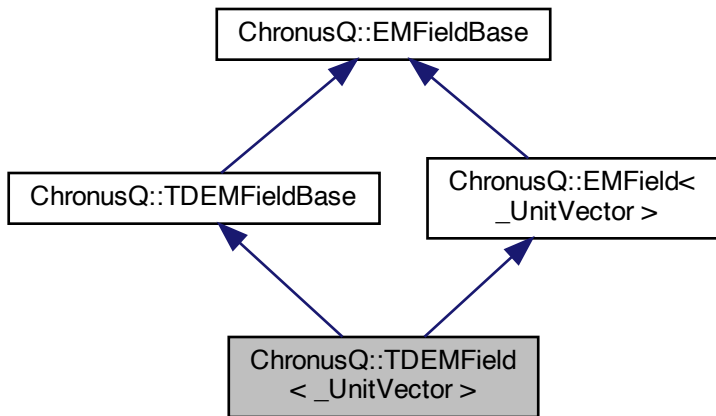 ChronusQ::EMFieldBase
ChronusQ::TDEMFieldBase
ChronusQ::EMField<
_UnitVector >
ChronusQ::TDEMField
< _UnitVector >